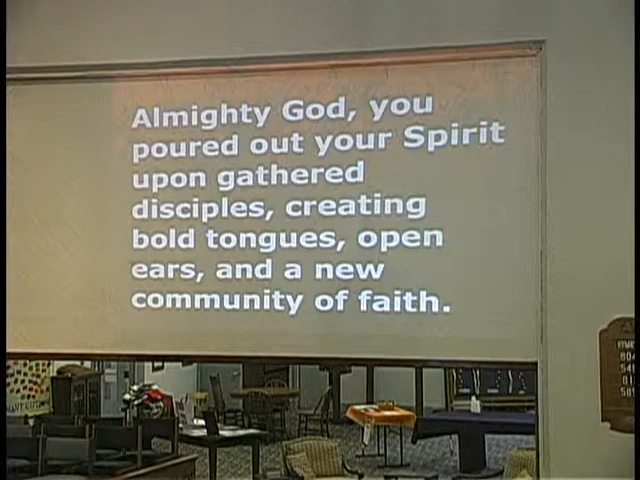 Almighty God, you
poured out your Spirit
upon gathered
disciples, creating
bold tongues, open
ears, and a new
community of faith.